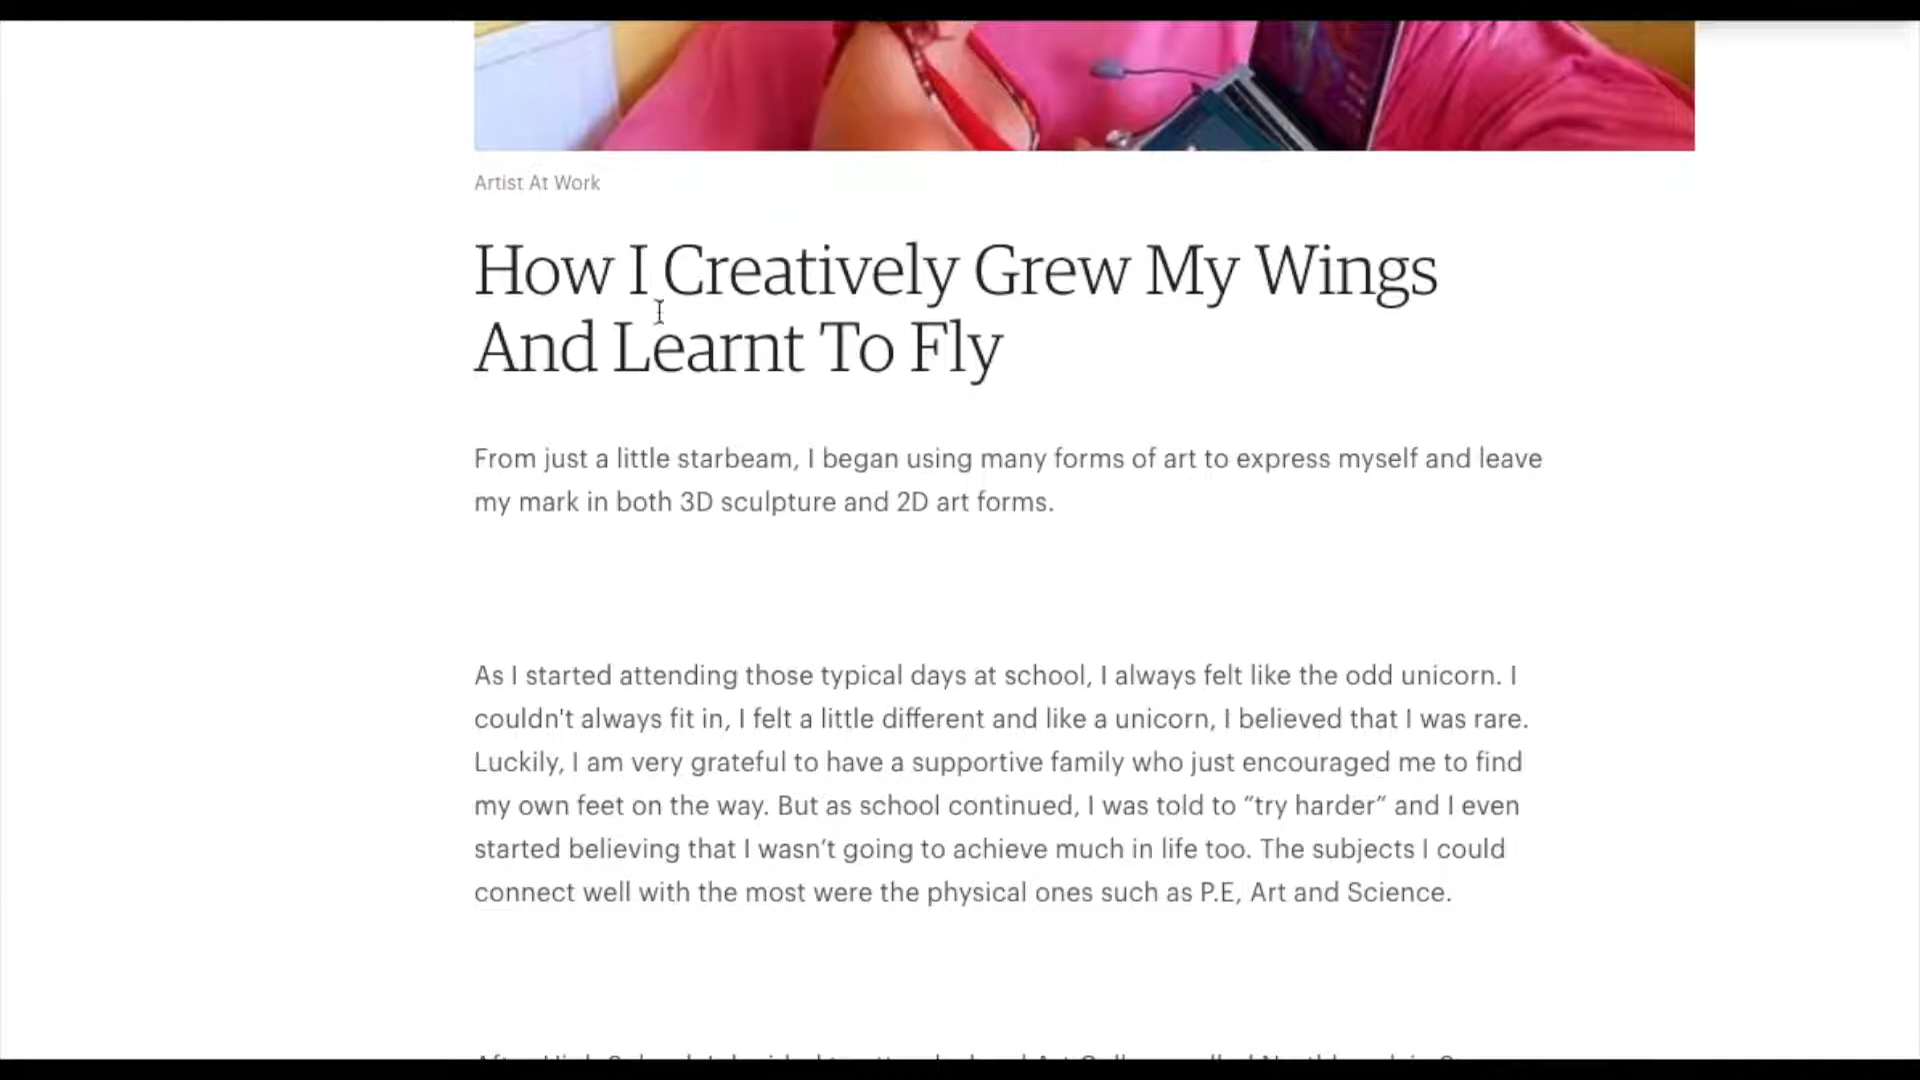 Artist At Work
How I Creatively Grew My Wings
And Learnt To Fly
From just a little starbeam, I began using many forms of art to express myself and leave
my mark in both 3D sculpture and 2D art forms.
As I started attending those typical days at school, I always felt like the odd unicorn. I
couldn't always fit in, I felt a little different and like a unicorn, I believed that I was rare.
Luckily, I am very grateful to have a supportive family who just encouraged me to find
my own feet on the way. But as school continued, I was told to “try harder” and I even
started believing that I wasn’t going to achieve much in life too. The subjects I could
connect well with the most were the physical ones such as P.E, Art and Science.